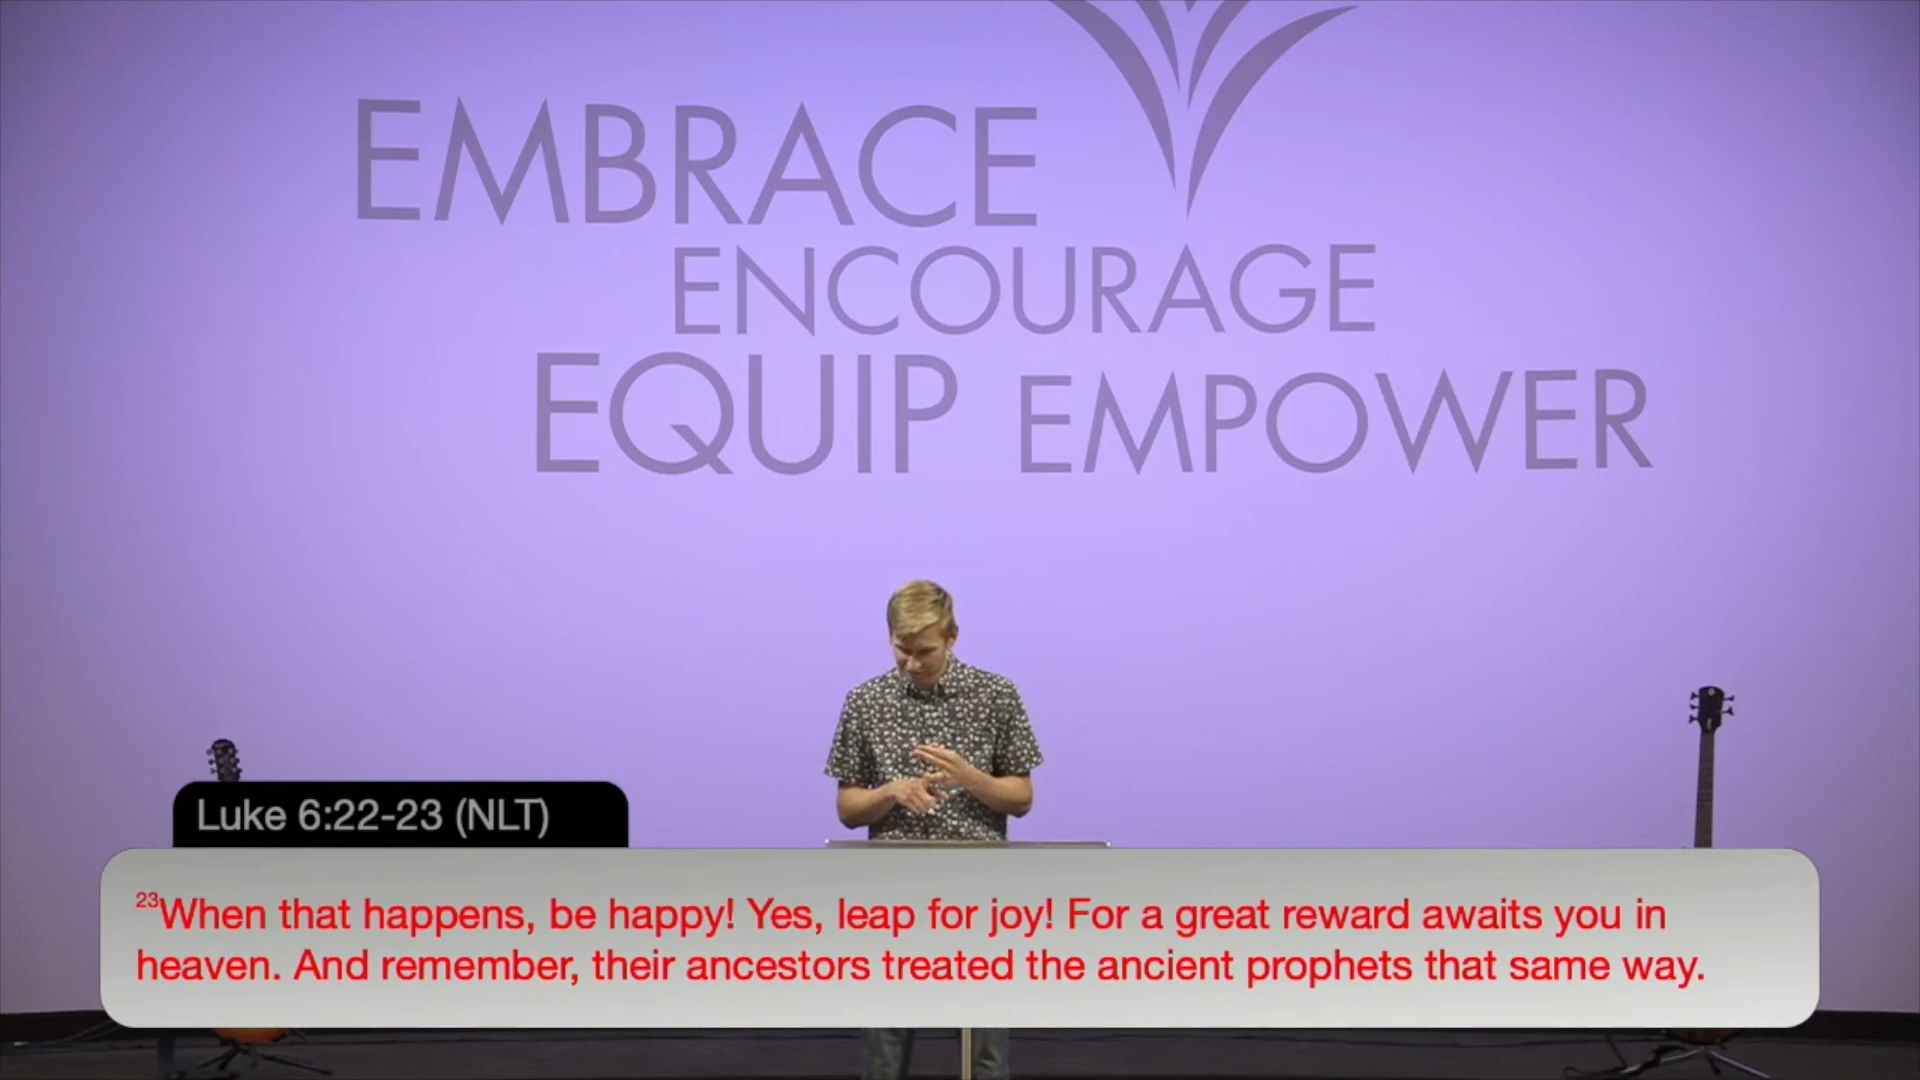 EMBRACE
ENCOURAGE
EQUIP EMPOWER
Luke 6:22-23 (NLT)
23When that happens, be happy! Yes, leap for joy! For a great reward awaits you in
heaven. And remember, their ancestors treated the ancient prophets that same way.